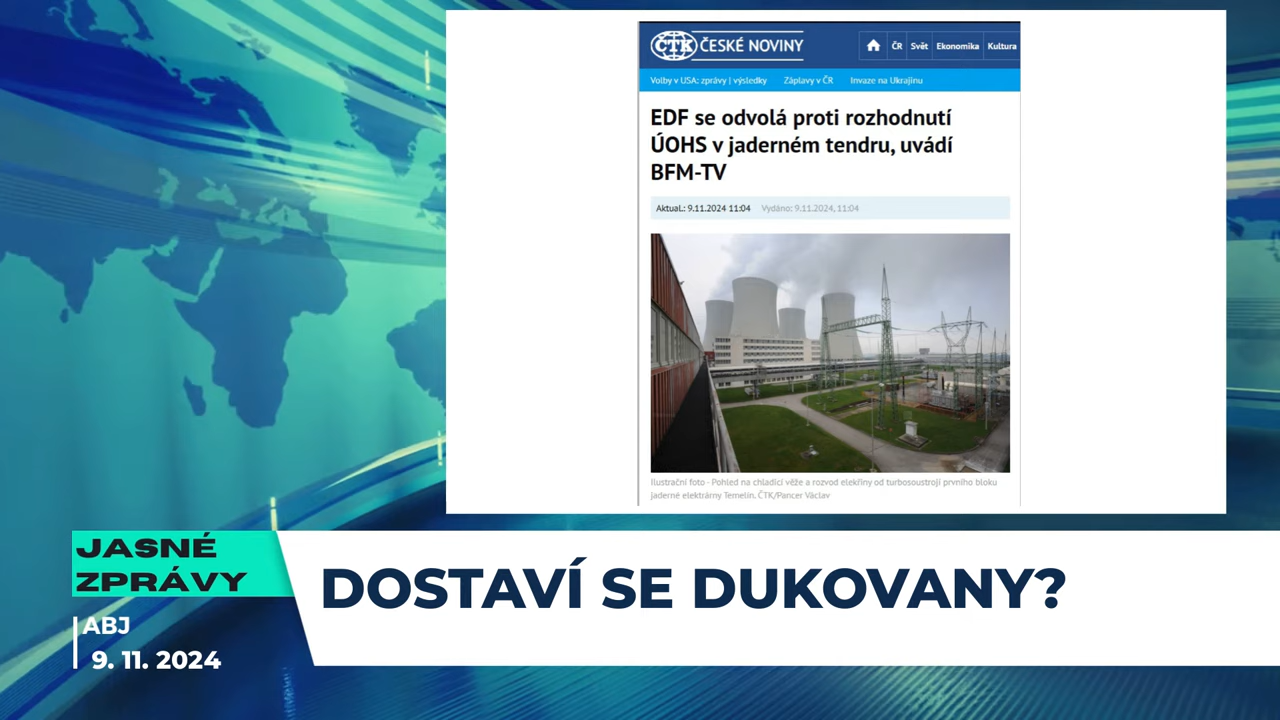 ČTK ČESKÉ NOVINY
ČR Svět Ekonomika Kultura
Volby v USA: zprávy | výsledky Záplavy v ČR Invaze na Ukrajinu
EDF se odvolá proti rozhodnutí
ÚOHS v jaderném tendru, uvádí
BFM-TV
Aktual.: 9.11.2024 11:04 Vydáno: 9.11.2024, 11:04
Ilustrační foto - Pohled na chladicí věže a rozvod elekřiny od turbosoustrojí prvního bloku
jaderné elektrárny Temelín. ČTK/Pancer Václav
JASNÉ
ZPRÁVY
DOSTAVÍ SE DUKOVANY?
ABJ
9. 11. 2024